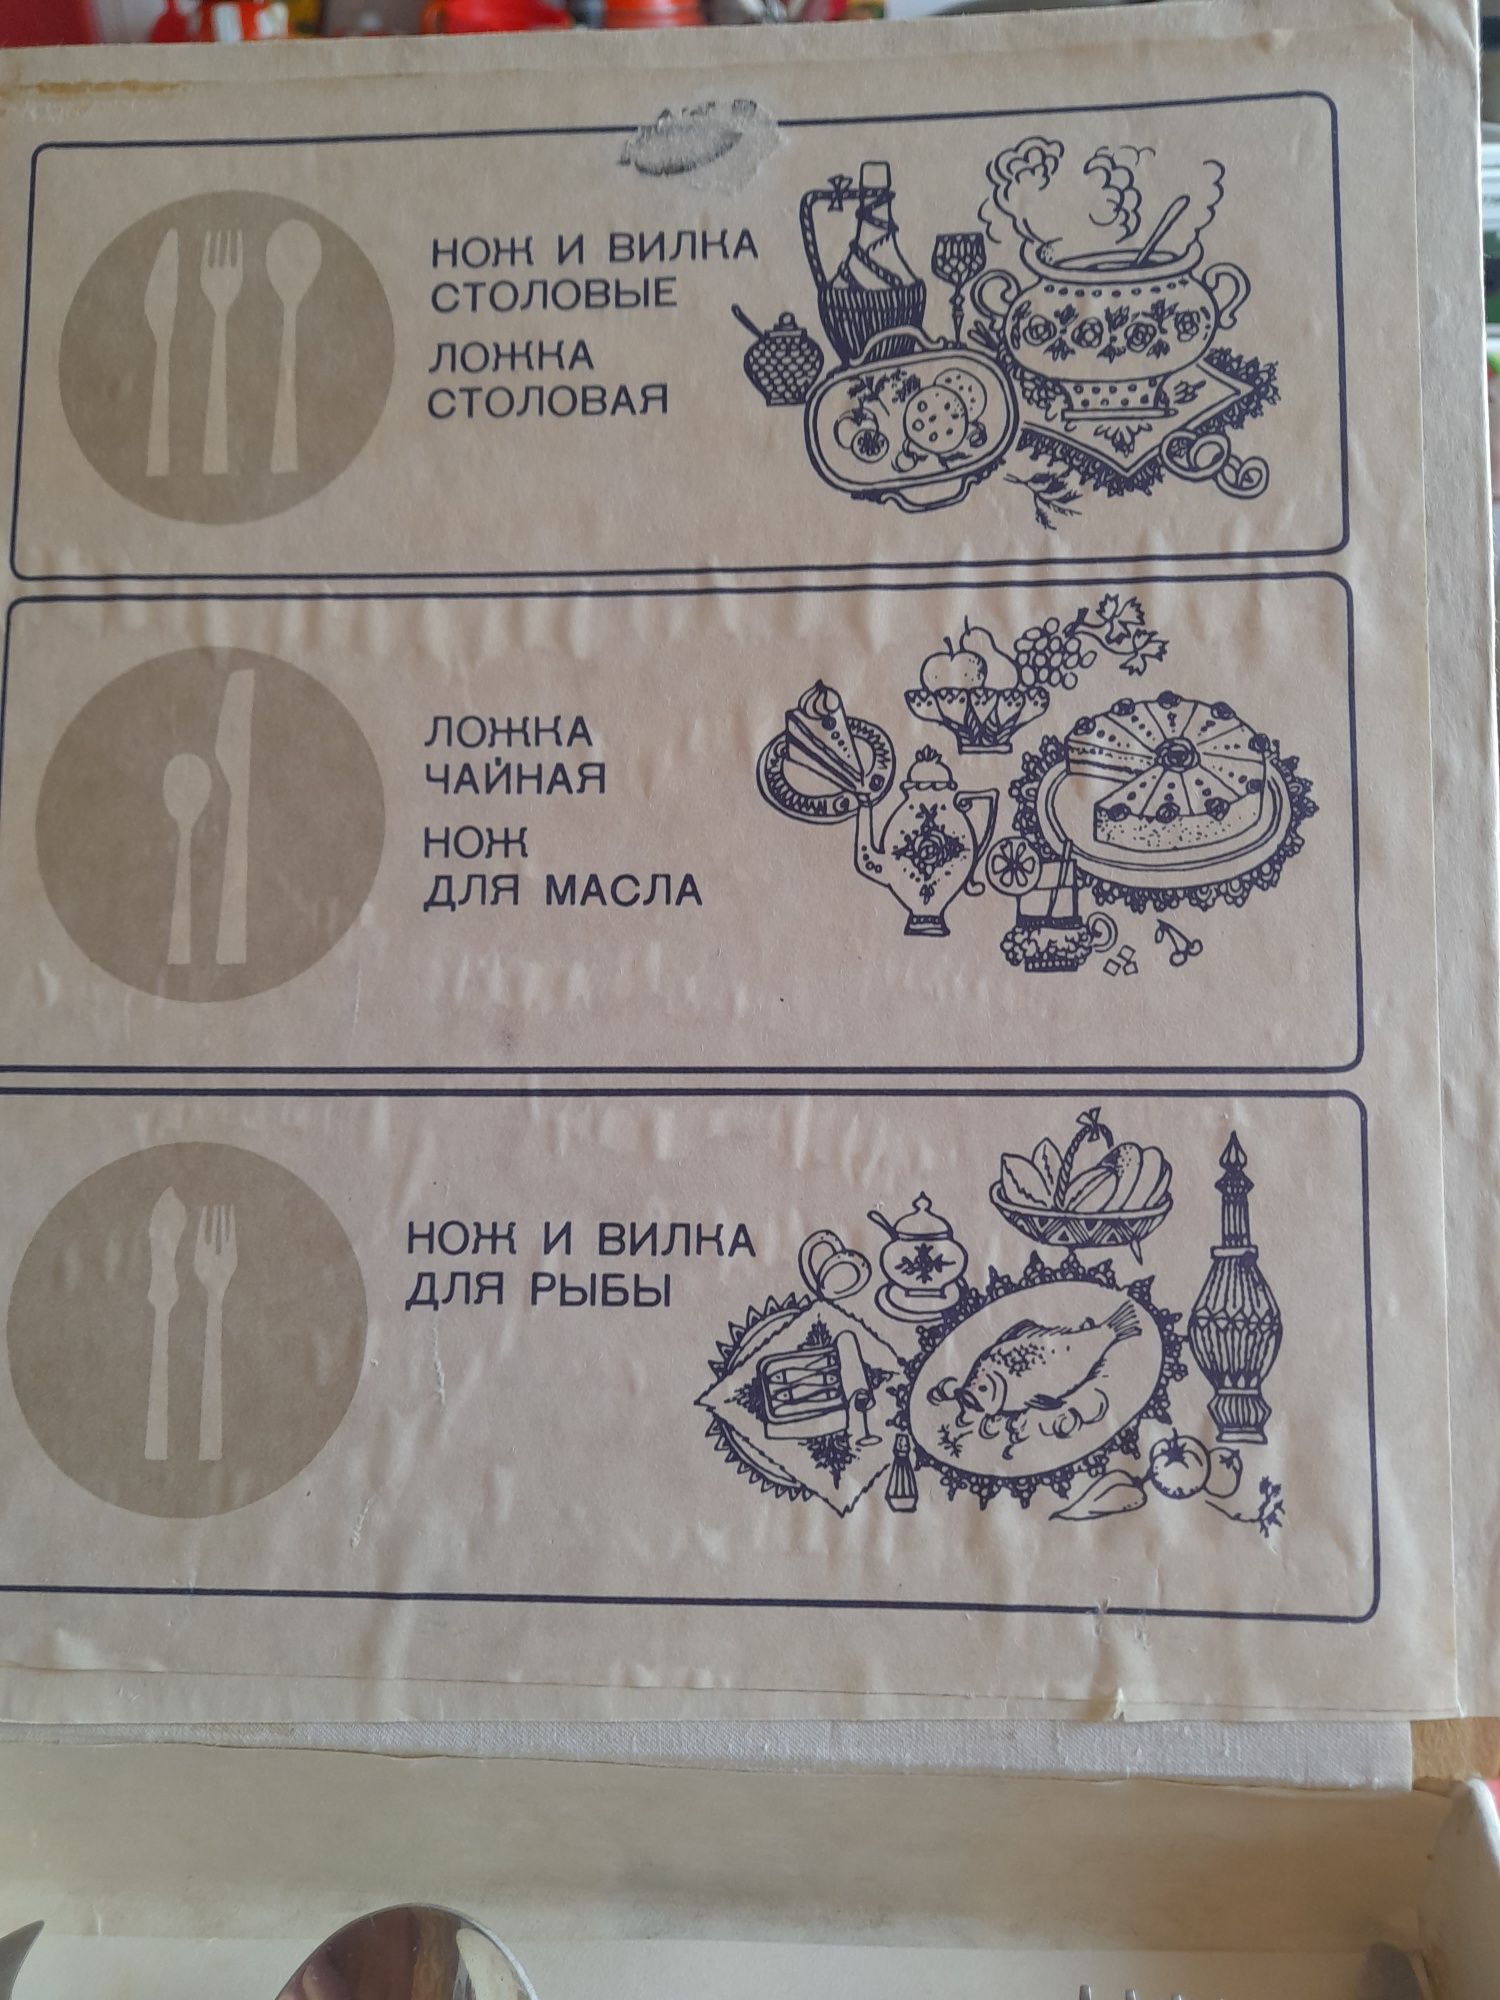 НОЖ И ВИЛКА
СТОЛОВЫЕ
ЛОЖКА
СТОЛОВАЯ
ЛОЖКА
ЧАЙНАЯ
НОЖ
ДЛЯ МАСЛА
НОЖ И ВИЛКА
ДЛЯ РЫБЫ